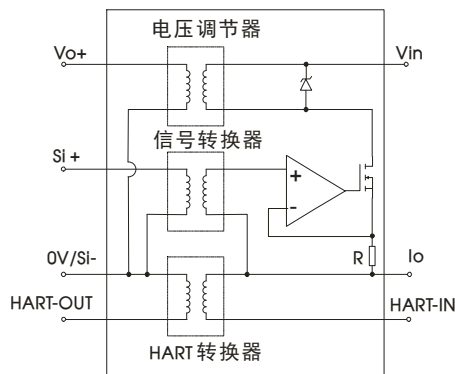 电压调节器
Vo+
Vin
信号转换器
Si +
+
-
0V/Si-
R
Io
HART-OUT
HART-IN
HART 转换器